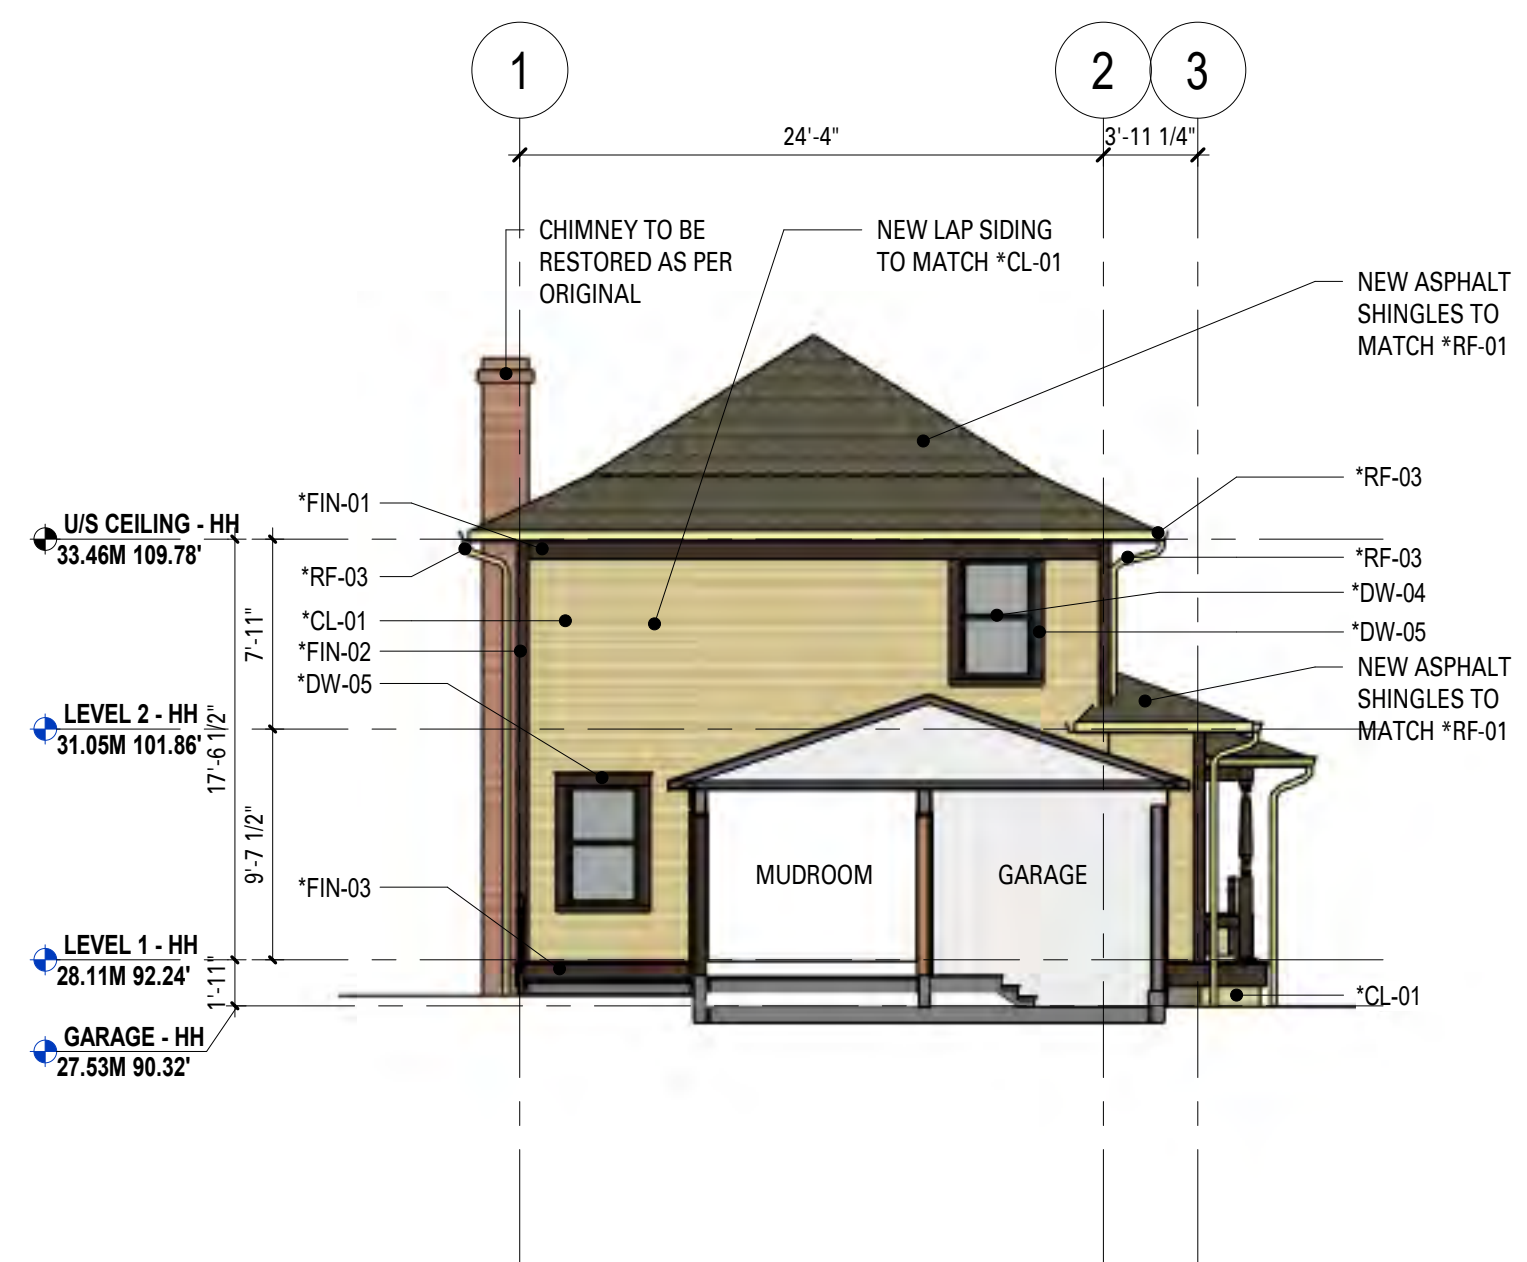 1
2
3
24'-4"
3'-11 1/4"
CHIMNEY TO BE
RESTORED AS PER
ORIGINAL
NEW LAP SIDING
TO MATCH *CL-01
NEW ASPHALT
SHINGLES TO
MATCH *RF-01
*RF-03
*FIN-01
U/S CEILING - HH
33.46M 109.78'
*RF-03
*RF-03
*DW-04
*CL-01
*DW-05
7'-11"
*FIN-02
*DW-05
NEW ASPHALT
SHINGLES TO
MATCH *RF-01
LEVEL 2 - HH
31.05M 101.86'
17'-6 1/2"
9'-7 1/2"
MUDROOM
GARAGE
*FIN-03
LEVEL 1 - HH
28.11M 92.24'
1'-11"
*CL-01
GARAGE - HH
27.53M 90.32'